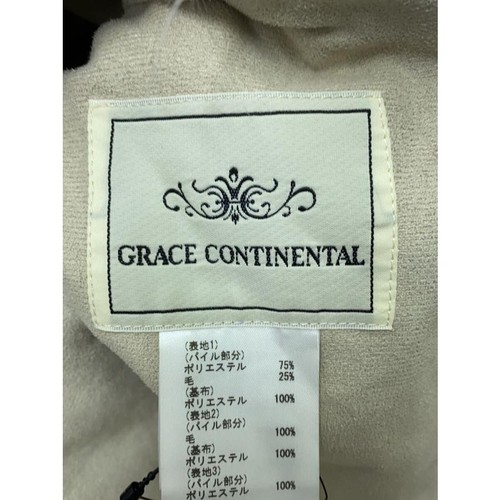 GRACE CONTINENTAL
(表地1)
(パイル部分)
ポリエステル 75%
毛 25%
(基布)
ポリエステル 100%
(表地2)
(パイル部分)
毛 100%
(基布)
ポリエステル 100%
(表地3)
(パイル部分)
ポリエステル 100%